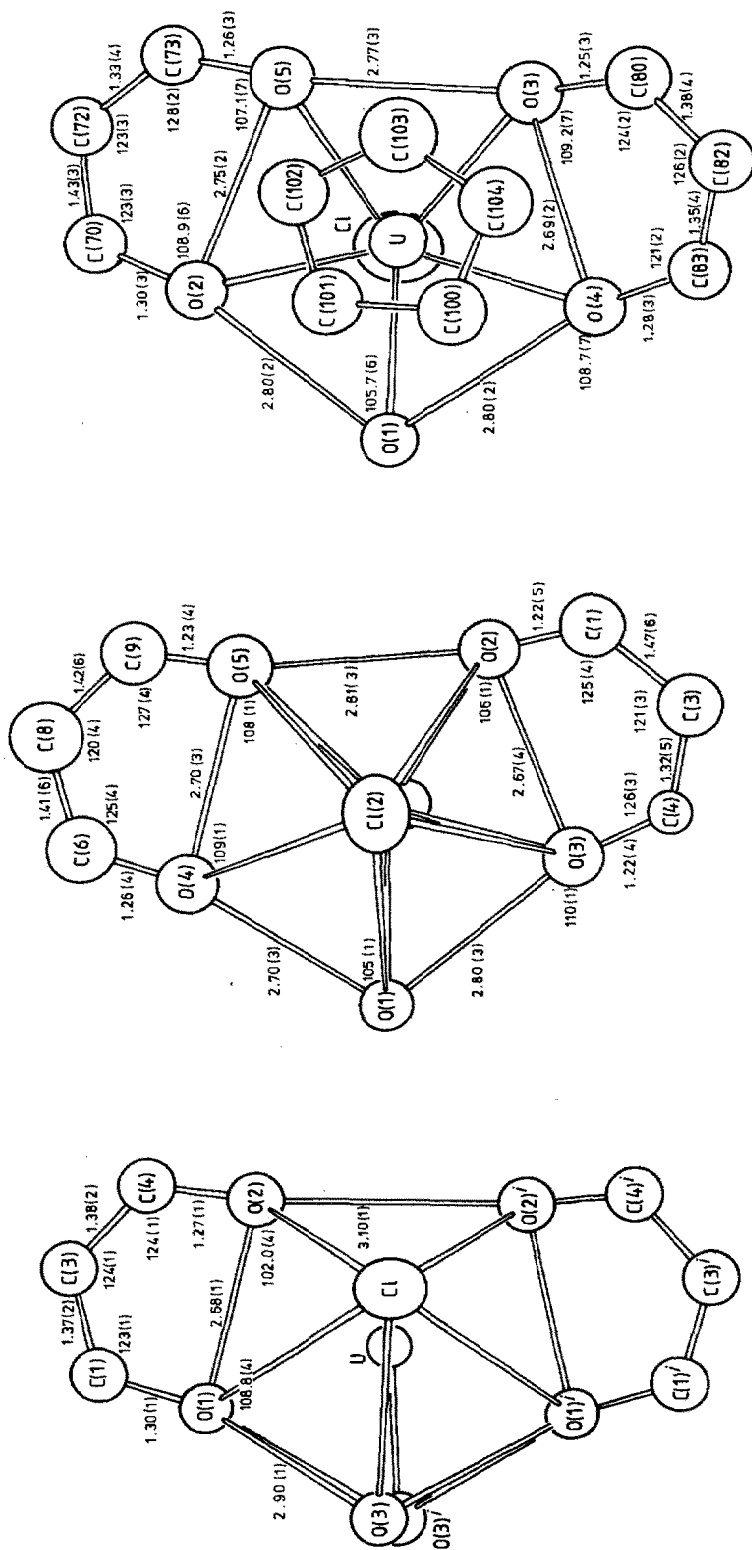 C(3)
1.37(2)
1.38(2)
124(1)
C(1)
C(4)
123(1)
124(1)
1.30(1)
1.27(1)
O(1)
2.68(1)
O(2)
108.8(4)
102.0(4)
2.90(1)
3.10(1)
O(3)
U
Cl
O(3)i
O(1)i
O(2)i
C(1)i
C(4)i
C(3)i
C(8)
1.41(6)
1.42(6)
120(4)
C(6)
C(9)
125(4)
127(4)
1.26(4)
1.23(4)
O(4)
2.70(3)
O(5)
109(1)
108(1)
2.70(3)
2.81(3)
O(1)
105(1)
Cl(2)
2.80(3)
2.67(4)
106(1)
O(2)
110(1)
O(3)
1.22(4)
1.22(5)
126(3)
125(4)
C(4)
C(1)
1.32(5)
121(3)
1.47(6)
C(3)
C(72)
1.43(3)
1.33(4)
123(3)
C(70)
C(73)
123(3)
128(2)
1.30(3)
1.26(3)
O(2)
108.9(6)
2.75(2)
107.1(7)
O(5)
2.80(2)
C(102)
2.77(3)
C(101)
Cl
C(103)
O(1)
105.7(6)
U
C(100)
C(104)
2.80(2)
2.69(2)
109.2(7)
O(3)
108.7(7)
O(4)
1.28(3)
1.25(3)
121(2)
124(2)
C(83)
C(80)
1.35(4)
126(2)
1.38(4)
C(82)